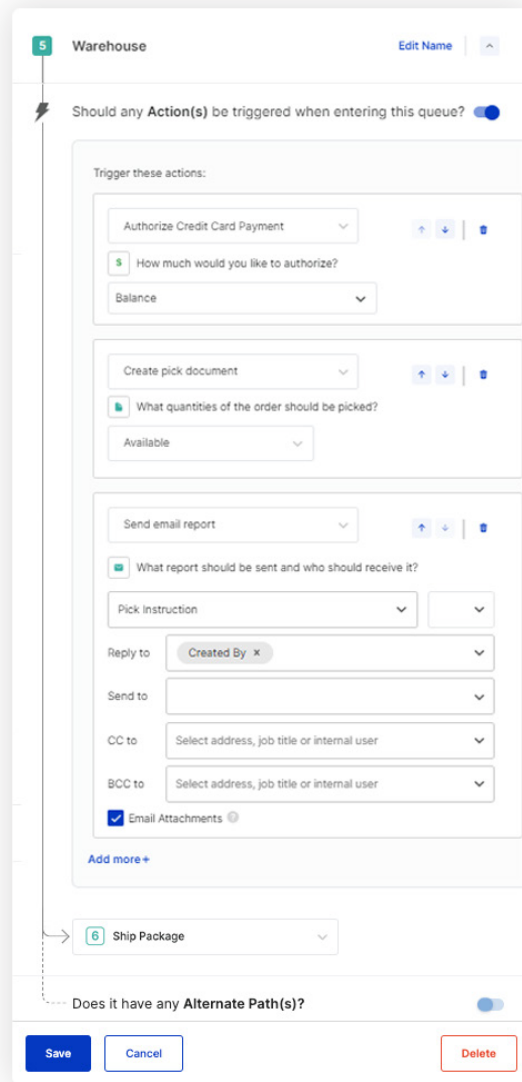 5 Warehouse Edit Name
Should any Action(s) be triggered when entering this queue?
Trigger these actions:
Authorize Credit Card Payment
$ How much would you like to authorize?
Balance
Create pick document
What quantities of the order should be picked?
Available
Send email report
What report should be sent and who should receive it?
Pick Instruction
Reply to Created By ×
Send to
CC to Select address, job title or internal user
BCC to Select address, job title or internal user
Email Attachments ?
Add more+
6 Ship Package
Does it have any Alternate Path(s)?
Save Cancel Delete